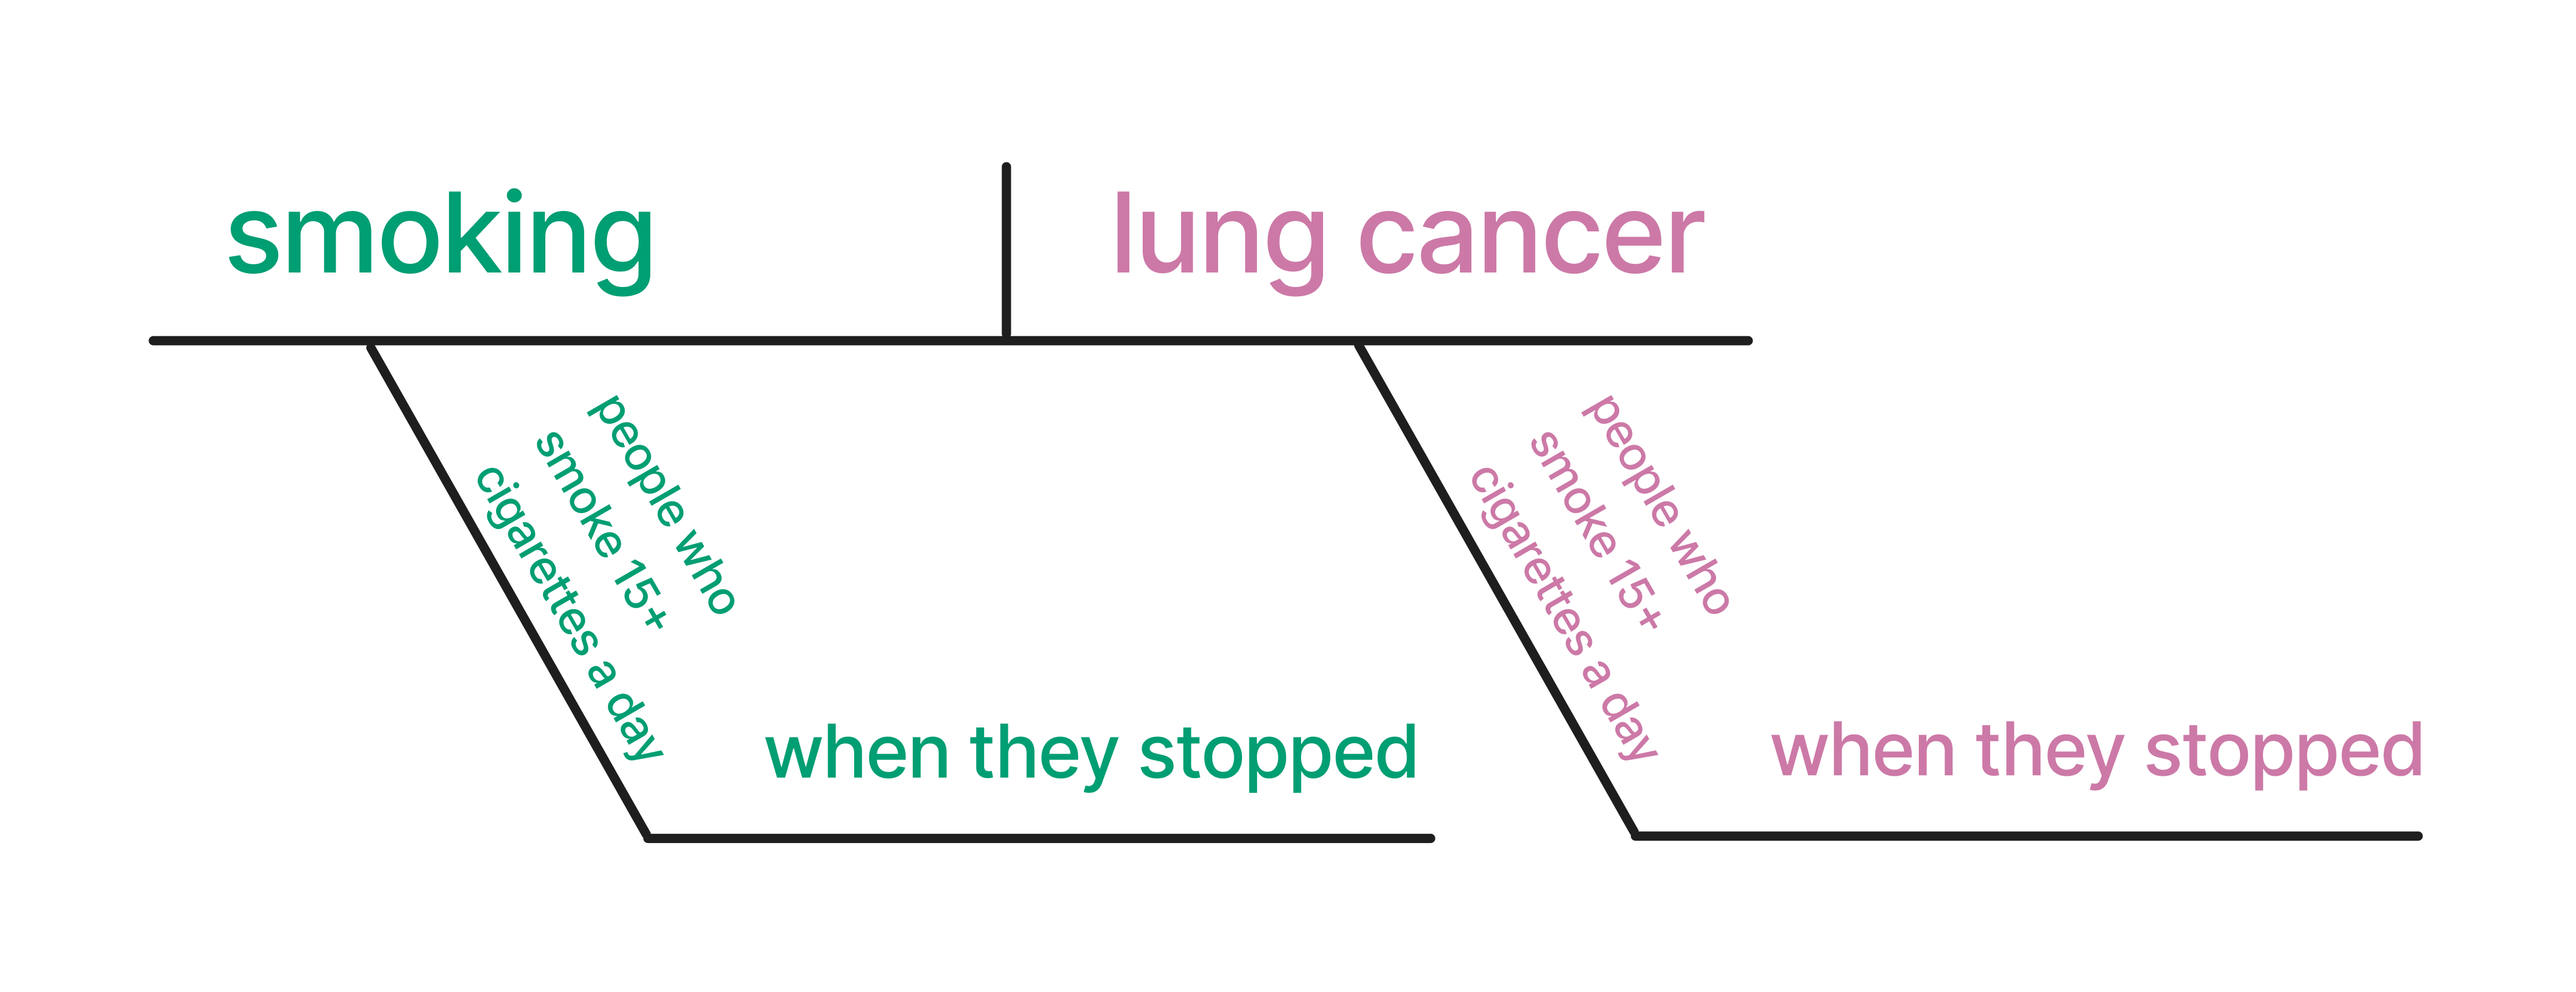 smoking
lung cancer
people who
smoke 15+
cigarettes a day
when they stopped
people who
smoke 15+
cigarettes a day
when they stopped